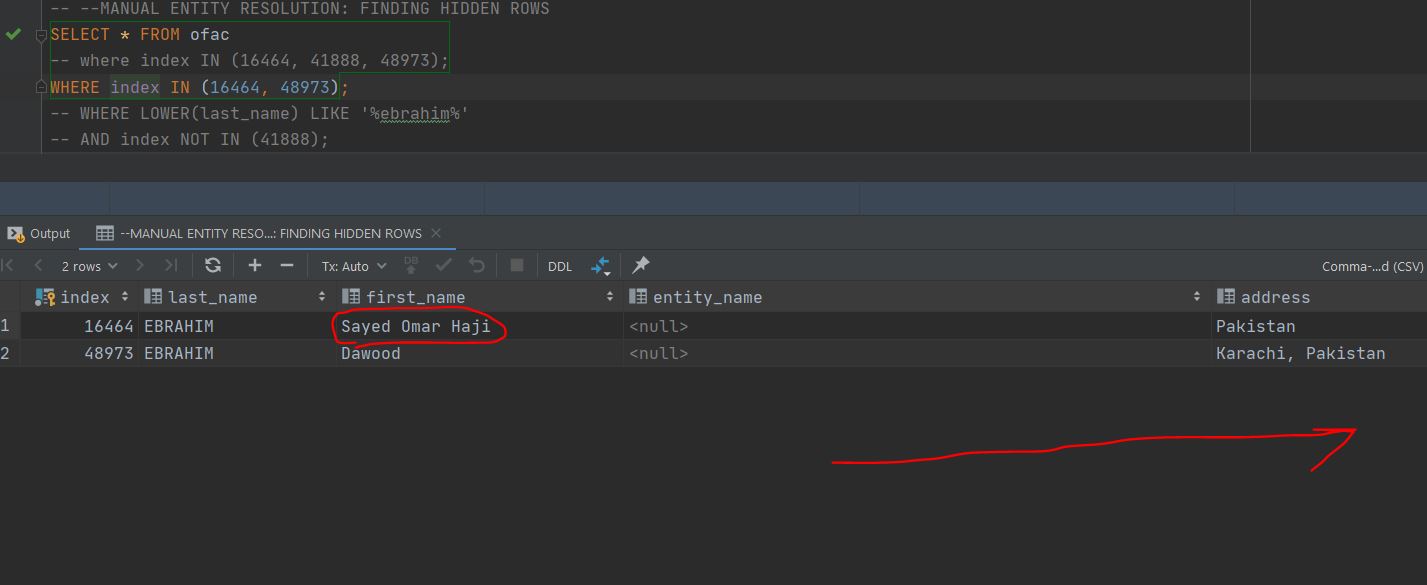 -- --MANUAL ENTITY RESOLUTION: FINDING HIDDEN ROWS
SELECT * FROM ofac
-- where index IN (16464, 41888, 48973);
WHERE index IN (16464, 48973);
-- WHERE LOWER(last_name) LIKE '%ebrahim%'
-- AND index NOT IN (41888);
Output --MANUAL ENTITY RESO...: FINDING HIDDEN ROWS
2 rows Tx: Auto DB DDL Comma-...d (CSV)
index last_name first_name entity_name address
1 16464 EBRAHIM Sayed Omar Haji <null> Pakistan
2 48973 EBRAHIM Dawood <null> Karachi, Pakistan